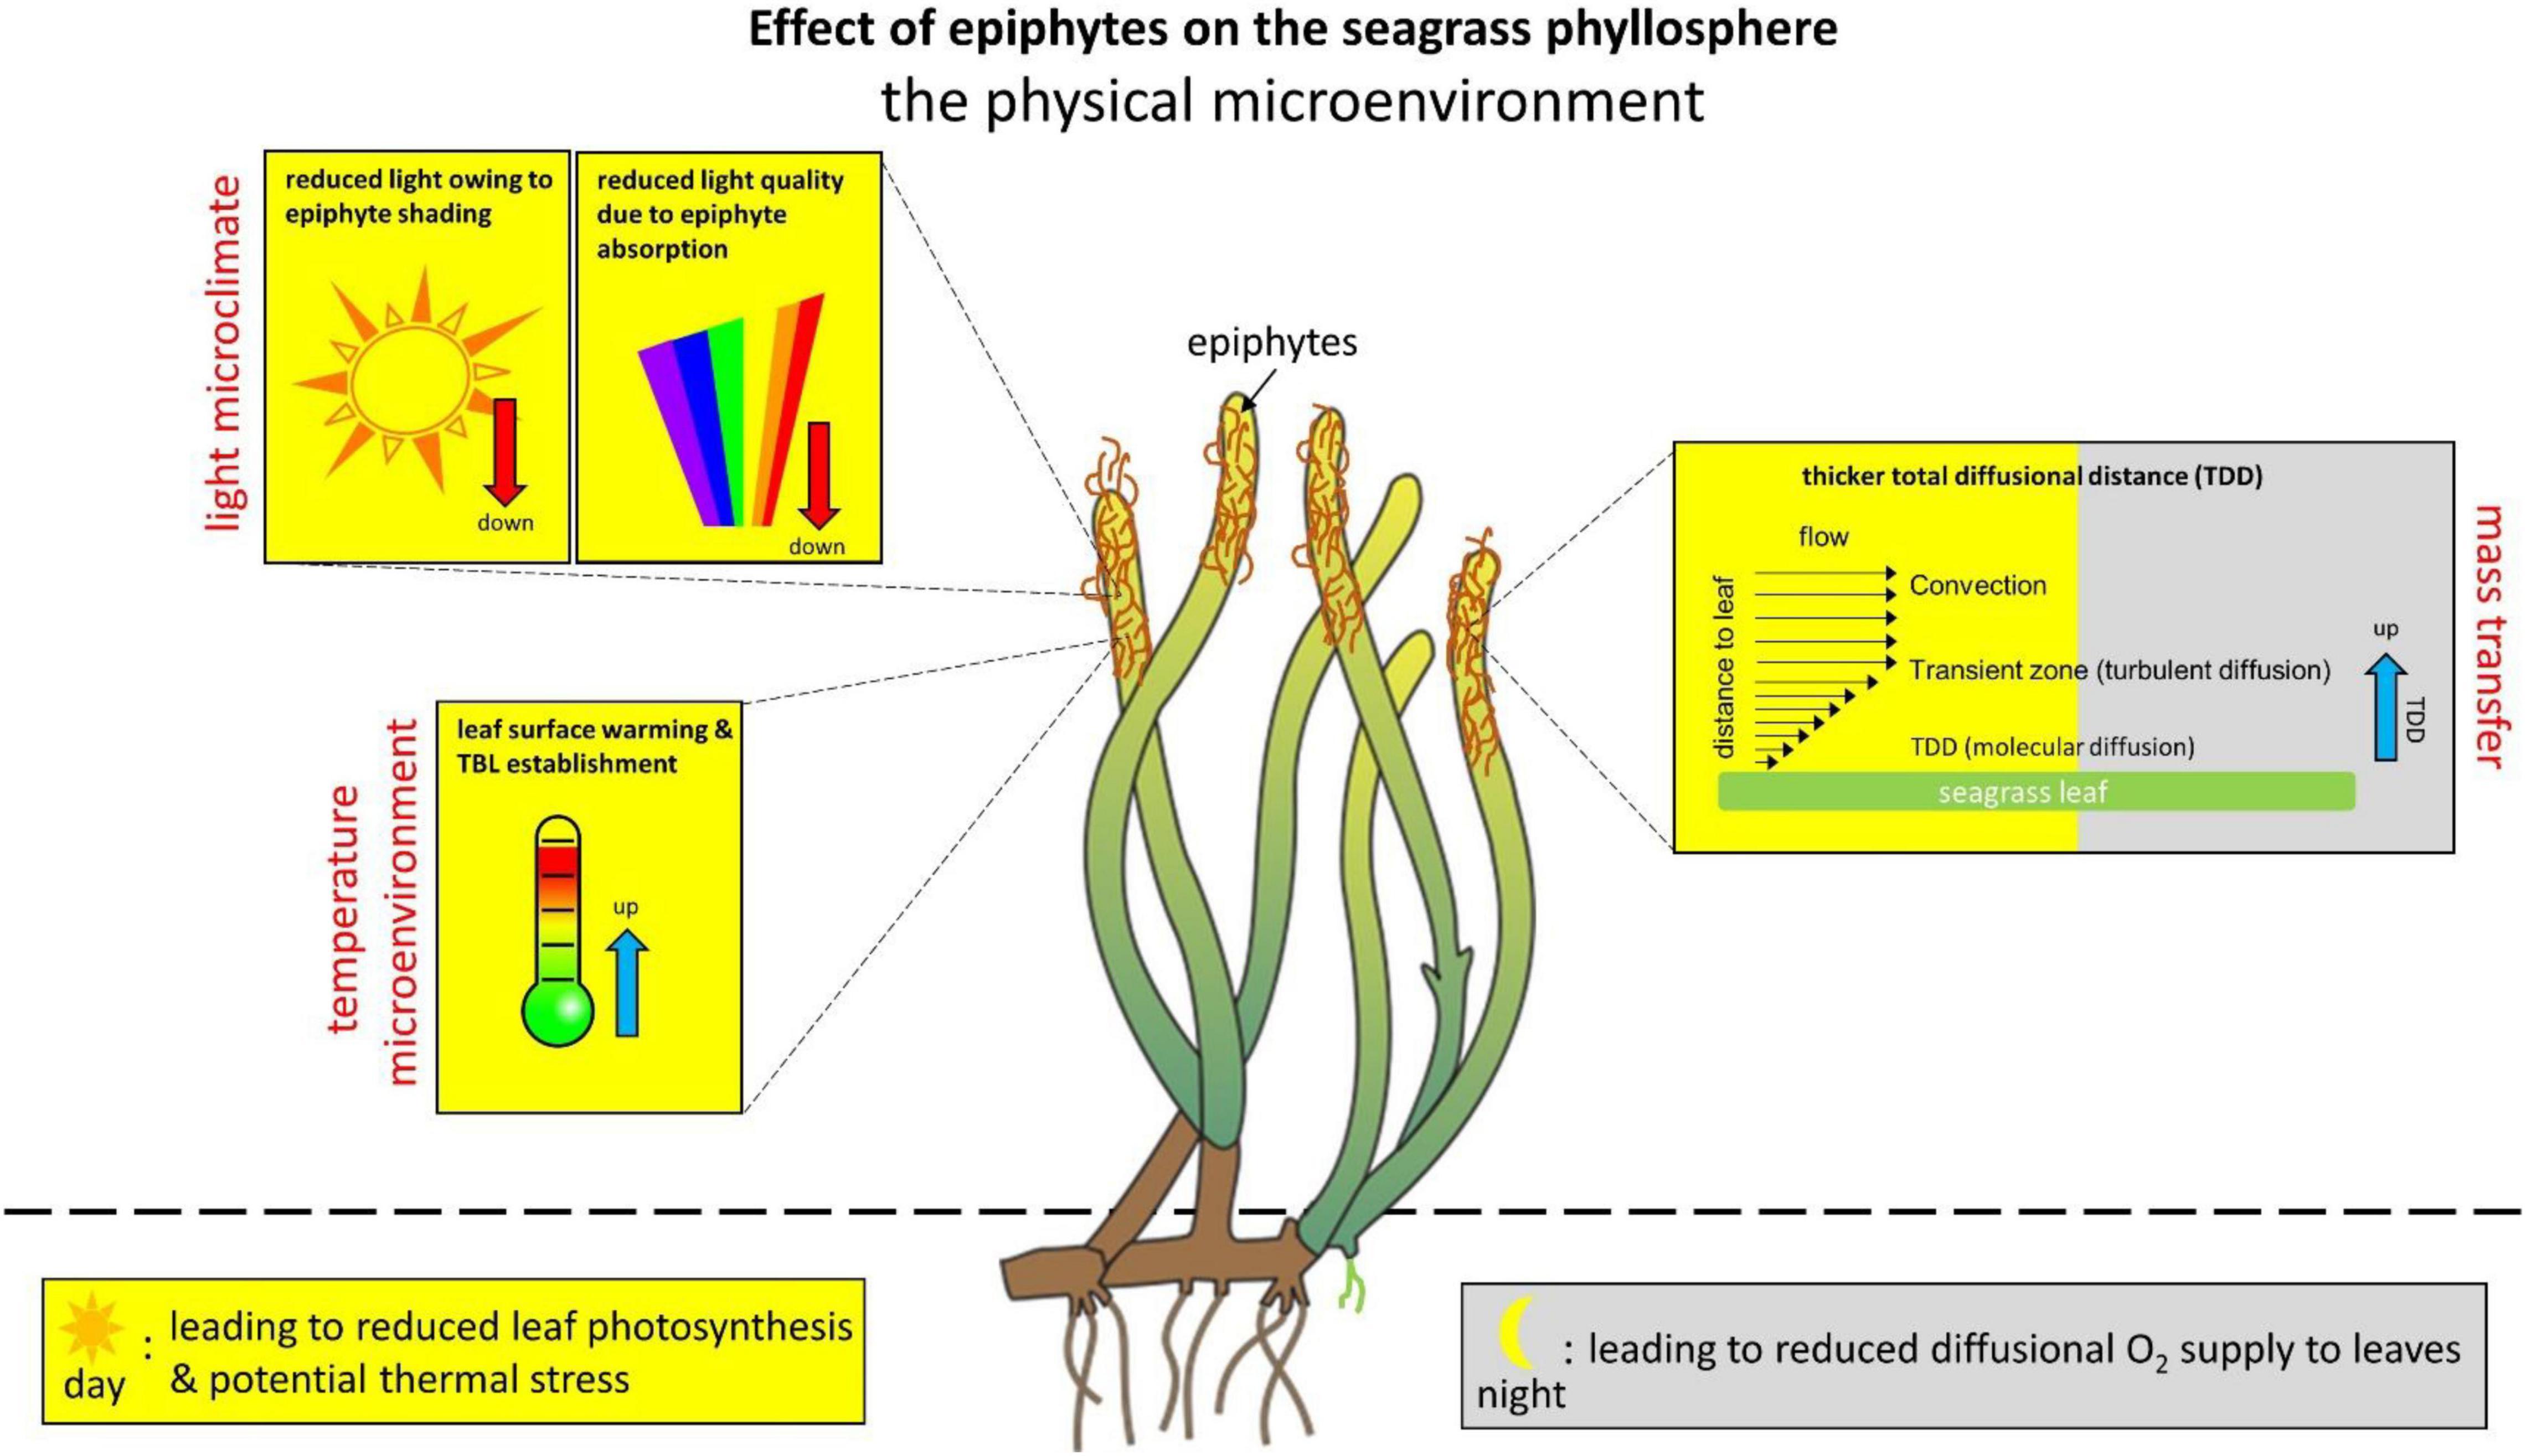 Effect of epiphytes on the seagrass phyllosphere
the physical microenvironment
light microclimate
reduced light owing to
epiphyte shading
down
reduced light quality
due to epiphyte
absorption
down
epiphytes
temperature
microenvironment
leaf surface warming &
TBL establishment
up
thicker total diffusional distance (TDD)
flow
distance to leaf
Convection
Transient zone (turbulent diffusion)
TDD (molecular diffusion)
seagrass leaf
up
TDD
mass transfer
day
: leading to reduced leaf photosynthesis
& potential thermal stress
night
: leading to reduced diffusional O₂ supply to leaves